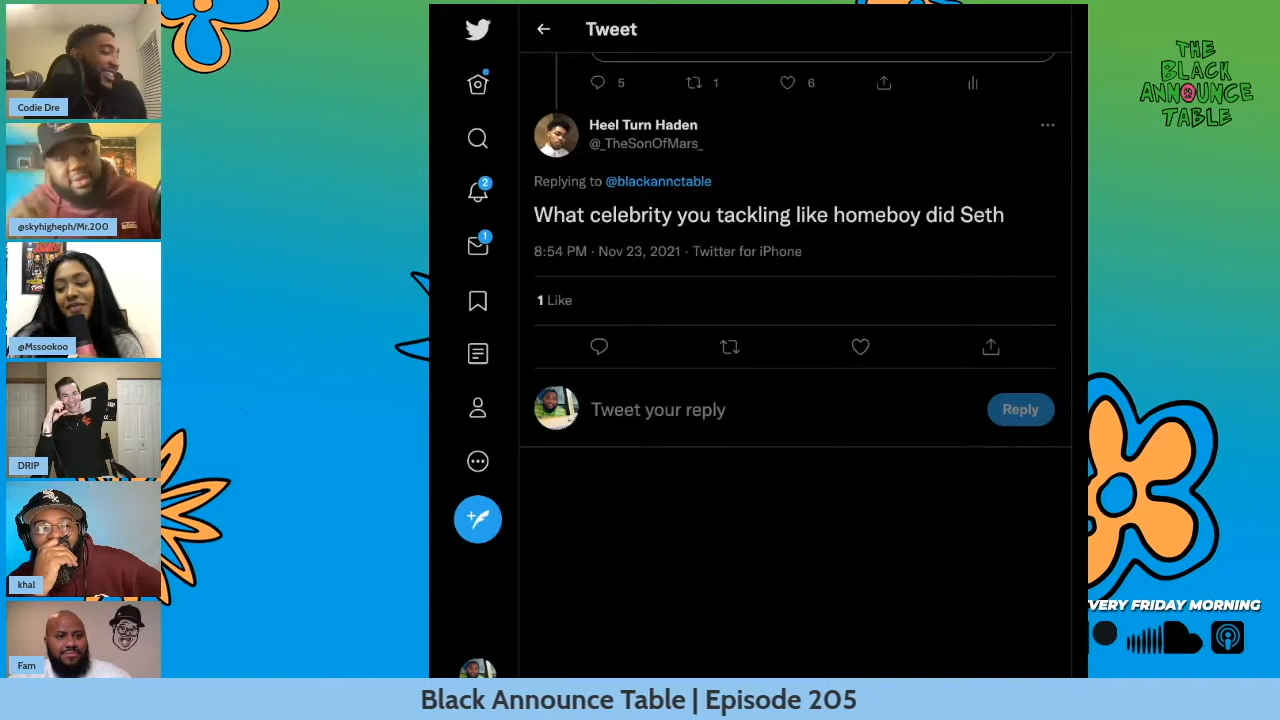 Codie Dre
@skyhigheph/Mr.200
@Mssookoo
DRIP
khal
Fam
Tweet
5
1
6
Heel Turn Haden
@_TheSonOfMars_
Replying to @blackannctable
What celebrity you tackling like homeboy did Seth
8:54 PM · Nov 23, 2021 · Twitter for iPhone
1 Like
Tweet your reply
Reply
2
1
THE
BLACK
ANNOUNCE
TABLE
EVERY FRIDAY MORNING
Black Announce Table | Episode 205